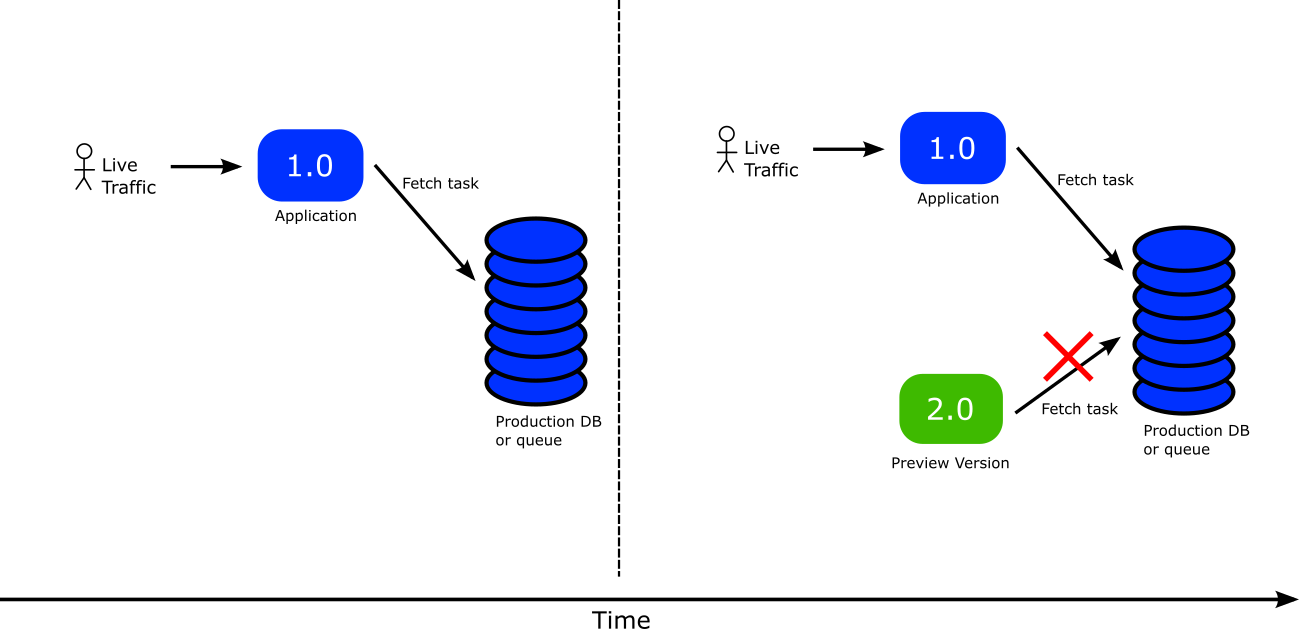 Live
Traffic
1.0
Application
Fetch task
Production DB
or queue
Live
Traffic
1.0
Application
Fetch task
2.0
Preview Version
Fetch task
Production DB
or queue
Time